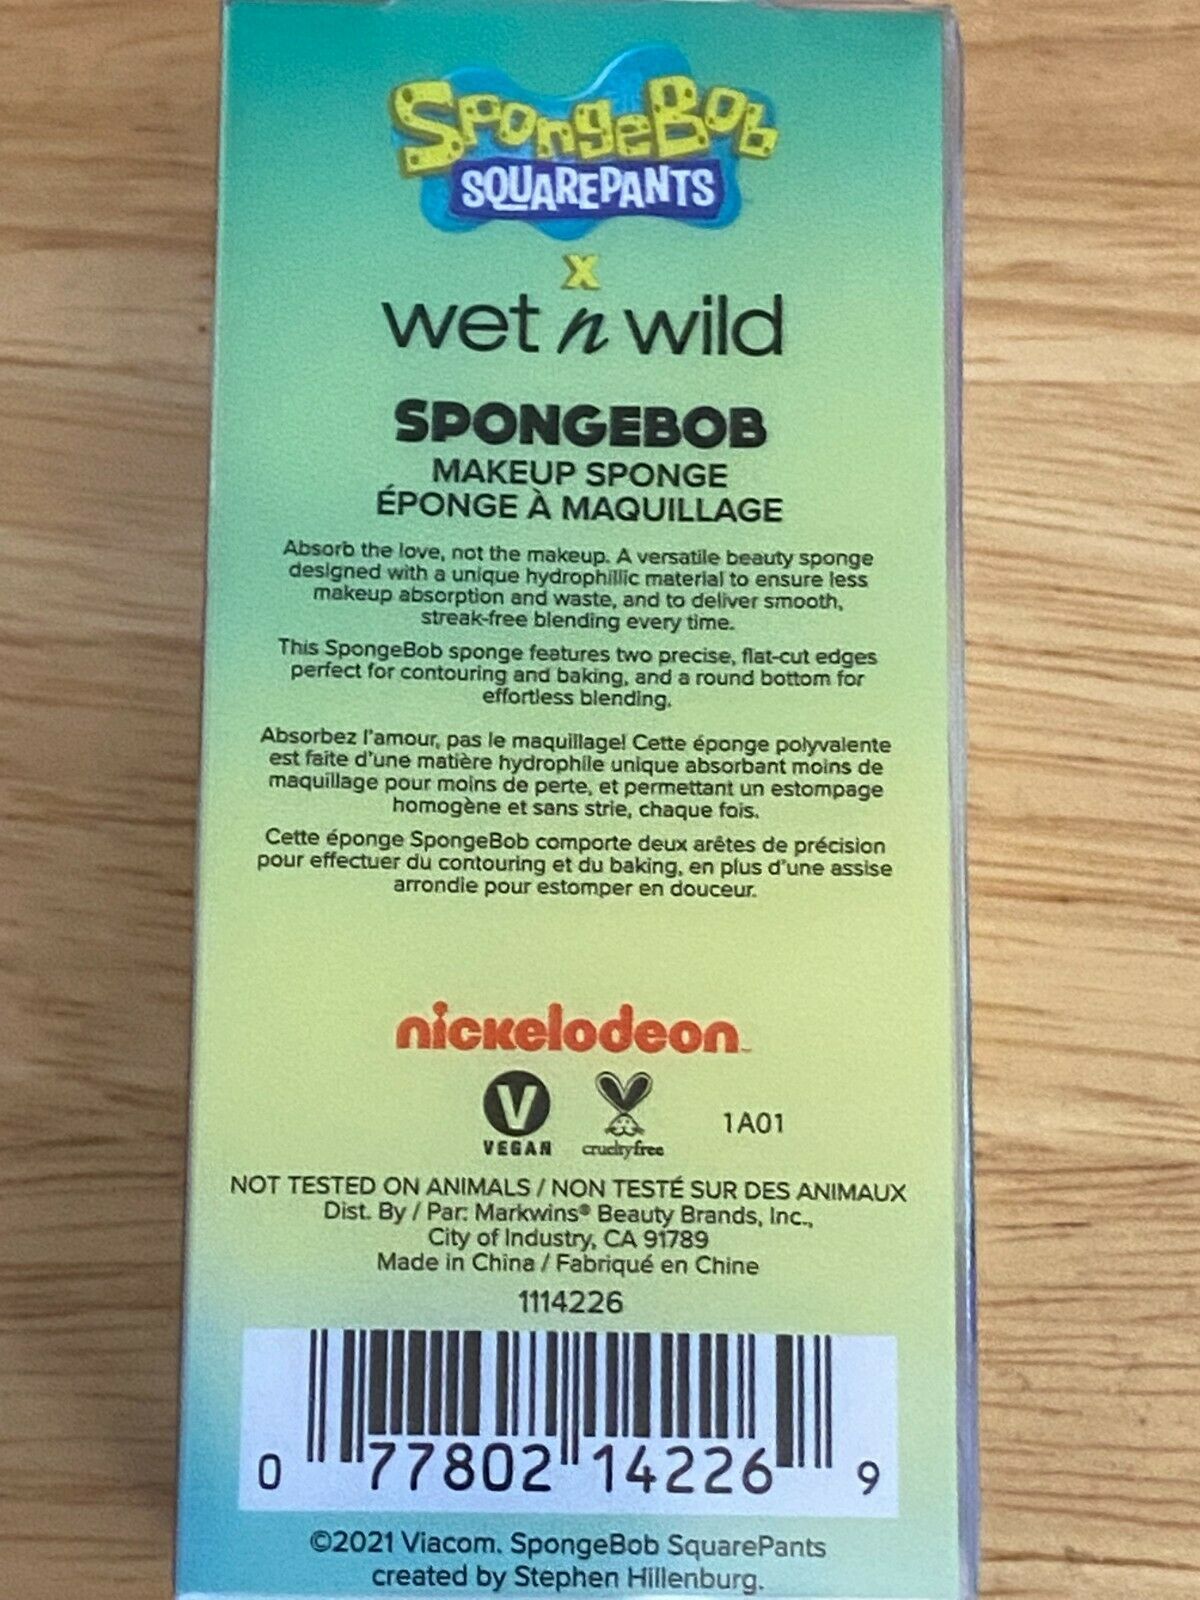 SPONGEBOB
SQUAREPANTS
X
wet n wild
SPONGEBOB
MAKEUP SPONGE
ÉPONGE À MAQUILLAGE
Absorb the love, not the makeup. A versatile beauty sponge
designed with a unique hydrophillic material to ensure less
makeup absorption and waste, and to deliver smooth,
streak-free blending every time.
This SpongeBob sponge features two precise, flat-cut edges
perfect for contouring and baking, and a round bottom for
effortless blending.
Absorbez l'amour, pas le maquillage! Cette éponge polyvalente
est faite d'une matière hydrophile unique absorbant moins de
maquillage pour moins de perte, et permettant un estompage
homogène et sans strie, chaque fois.
Cette éponge SpongeBob comporte deux arêtes de précision
pour effectuer du contouring et du baking, en plus d'une assise
arrondie pour estomper en douceur.
nickelodeon
V
VEGAN crueltyfree 1A01
NOT TESTED ON ANIMALS / NON TESTÉ SUR DES ANIMAUX
Dist. By / Par: Markwins® Beauty Brands, Inc.,
City of Industry, CA 91789
Made in China / Fabriqué en Chine
1114226
0 77802 14226 9
©2021 Viacom. SpongeBob SquarePants
created by Stephen Hillenburg.